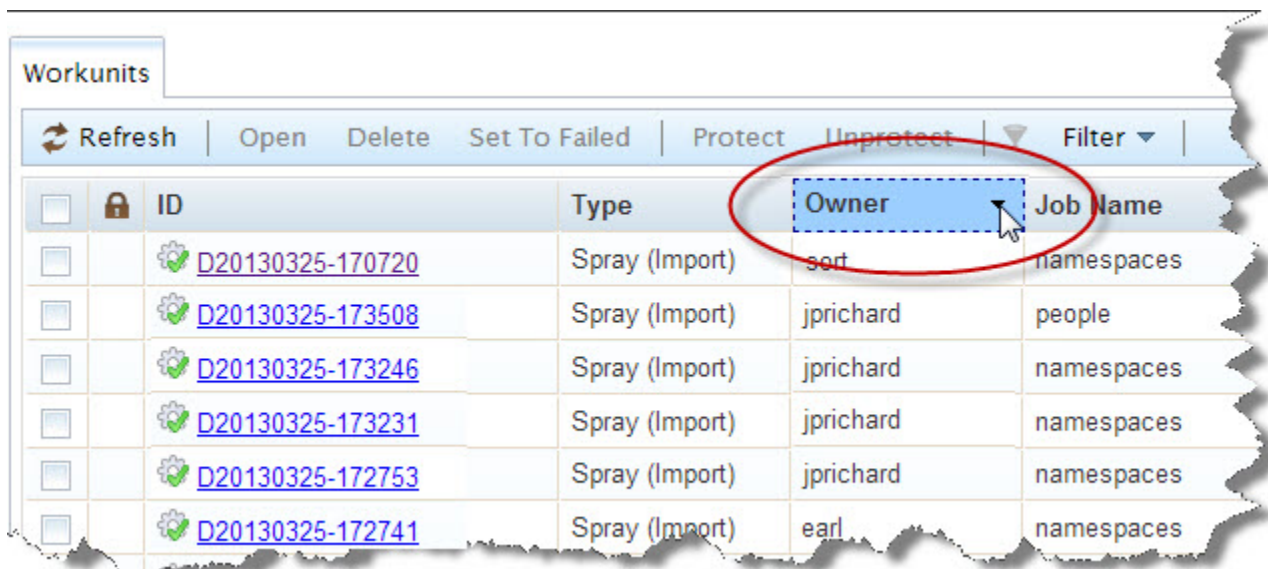 Workunits
Refresh Open Delete Set To Failed Protect Unprotect Filter
ID Type Owner Job Name
D20130325-170720 Spray (Import) sort namespaces
D20130325-173508 Spray (Import) jprichard people
D20130325-173246 Spray (Import) jprichard namespaces
D20130325-173231 Spray (Import) jprichard namespaces
D20130325-172753 Spray (Import) jprichard namespaces
D20130325-172741 Spray (Import) earl namespaces